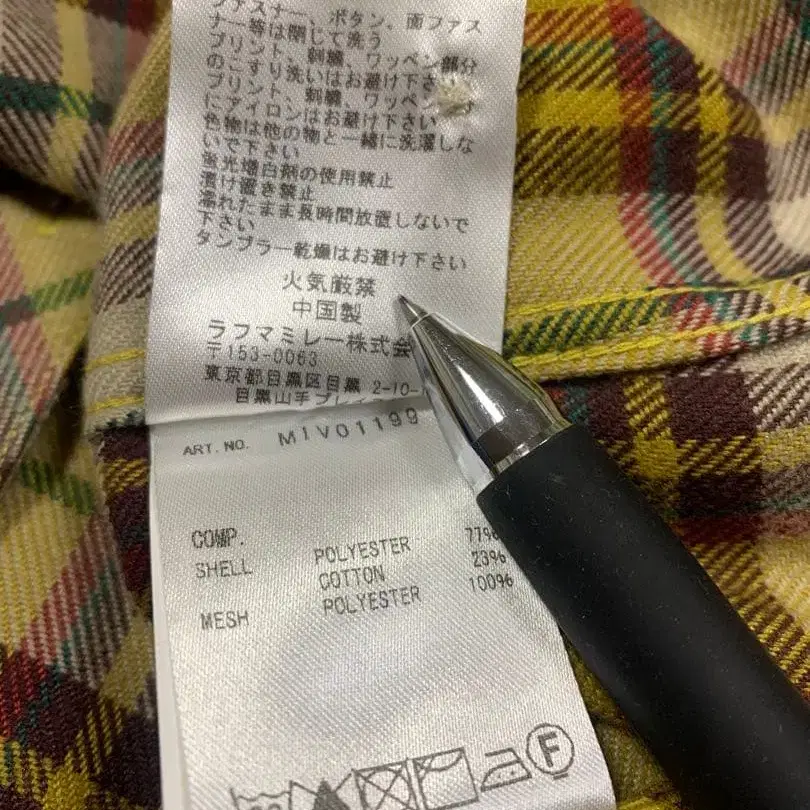 ファスナー、ボタン、面ファス
ナー等は閉じて洗う
プリント、刺繍、ワッペン部分
のこすり洗いはお避け下さ
プリント、刺繍、ワッペン
にアイロンはお避け下さい
色物は他の物と一緒に洗濯しな
いで下さい
蛍光増白剤の使用禁止
漬け置き禁止
濡れたまま長時間放置しないで
下さい
タンブラー乾燥はお避け下さい
火気厳禁
中国製
ラフマミレー株式会
〒153-0063
東京都目黒区目黒 2-10-
目黒山手プレイ
ART. NO. MIV01199
COMP.
SHELL POLYESTER 77%
COTTON 23%
MESH POLYESTER 100%
F